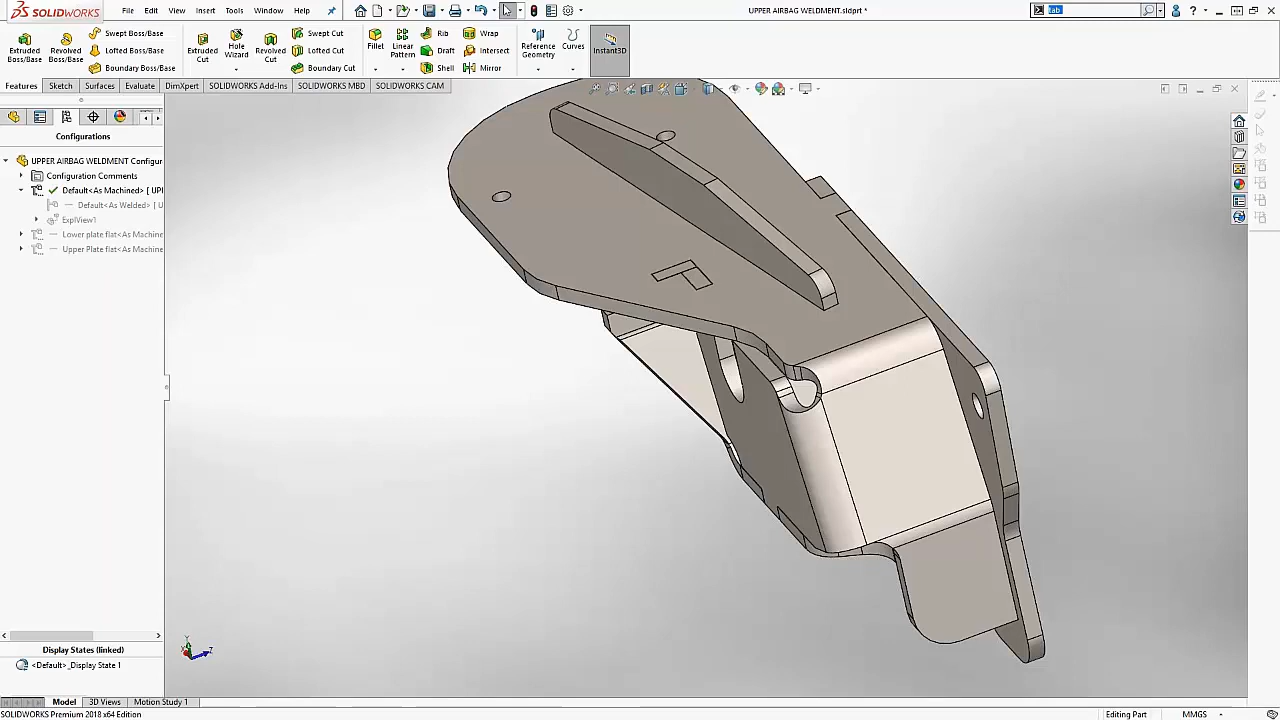 SOLIDWORKS
File Edit View Insert Tools Window Help
UPPER AIRBAG WELDMENT.sldprt *
tab
Extruded Boss/Base
Revolved Boss/Base
Swept Boss/Base
Lofted Boss/Base
Boundary Boss/Base
Extruded Cut
Hole Wizard
Revolved Cut
Swept Cut
Lofted Cut
Boundary Cut
Fillet
Linear Pattern
Rib
Draft
Shell
Wrap
Intersect
Mirror
Reference Geometry
Curves
Instant3D
Features Sketch Surfaces Evaluate DimXpert SOLIDWORKS Add-Ins SOLIDWORKS MBD SOLIDWORKS CAM
Configurations
UPPER AIRBAG WELDMENT Configur
Configuration Comments
Default<As Machined> [ UPI
Default<As Welded> [ U
ExplView1
Lower plate flat<As Machine
Upper Plate flat<As Machine
Display States (linked)
<Default>_Display State 1
Y
Z
Model 3D Views Motion Study 1
SOLIDWORKS Premium 2018 x64 Edition
Editing Part
MMGS